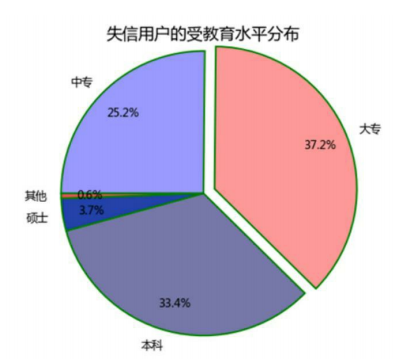 失信用户的受教育水平分布
中专
25.2%
37.2%
大专
其他
0.6%
硕士
3.7%
33.4%
本科